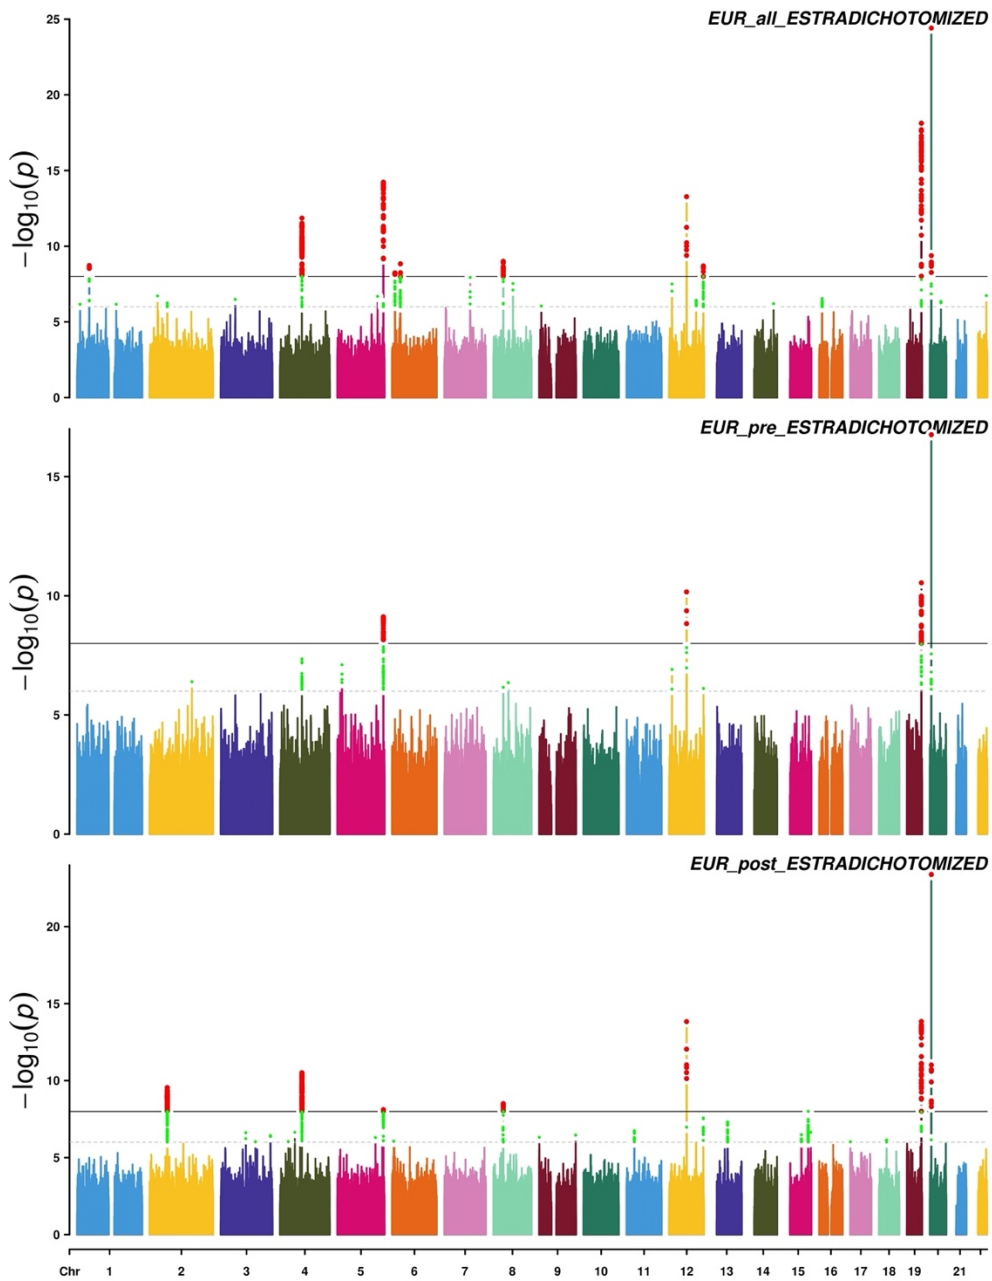 EUR_all_ESTRADICHOTOMIZED
25
20
15
10
5
0
−log10(p)
EUR_pre_ESTRADICHOTOMIZED
15
10
5
0
−log10(p)
EUR_post_ESTRADICHOTOMIZED
20
15
10
5
0
−log10(p)
Chr 1 2 3 4 5 6 7 8 9 10 11 12 13 14 15 16 17 18 19 21